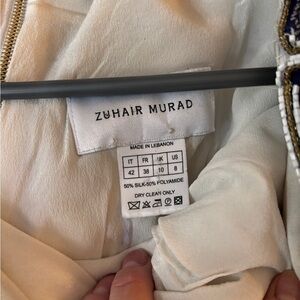 ZUHAIR MURAD
MADE IN LEBANON
IT FR UK US
42 38 10 8
50% SILK-50% POLYAMIDE
DRY CLEAN ONLY